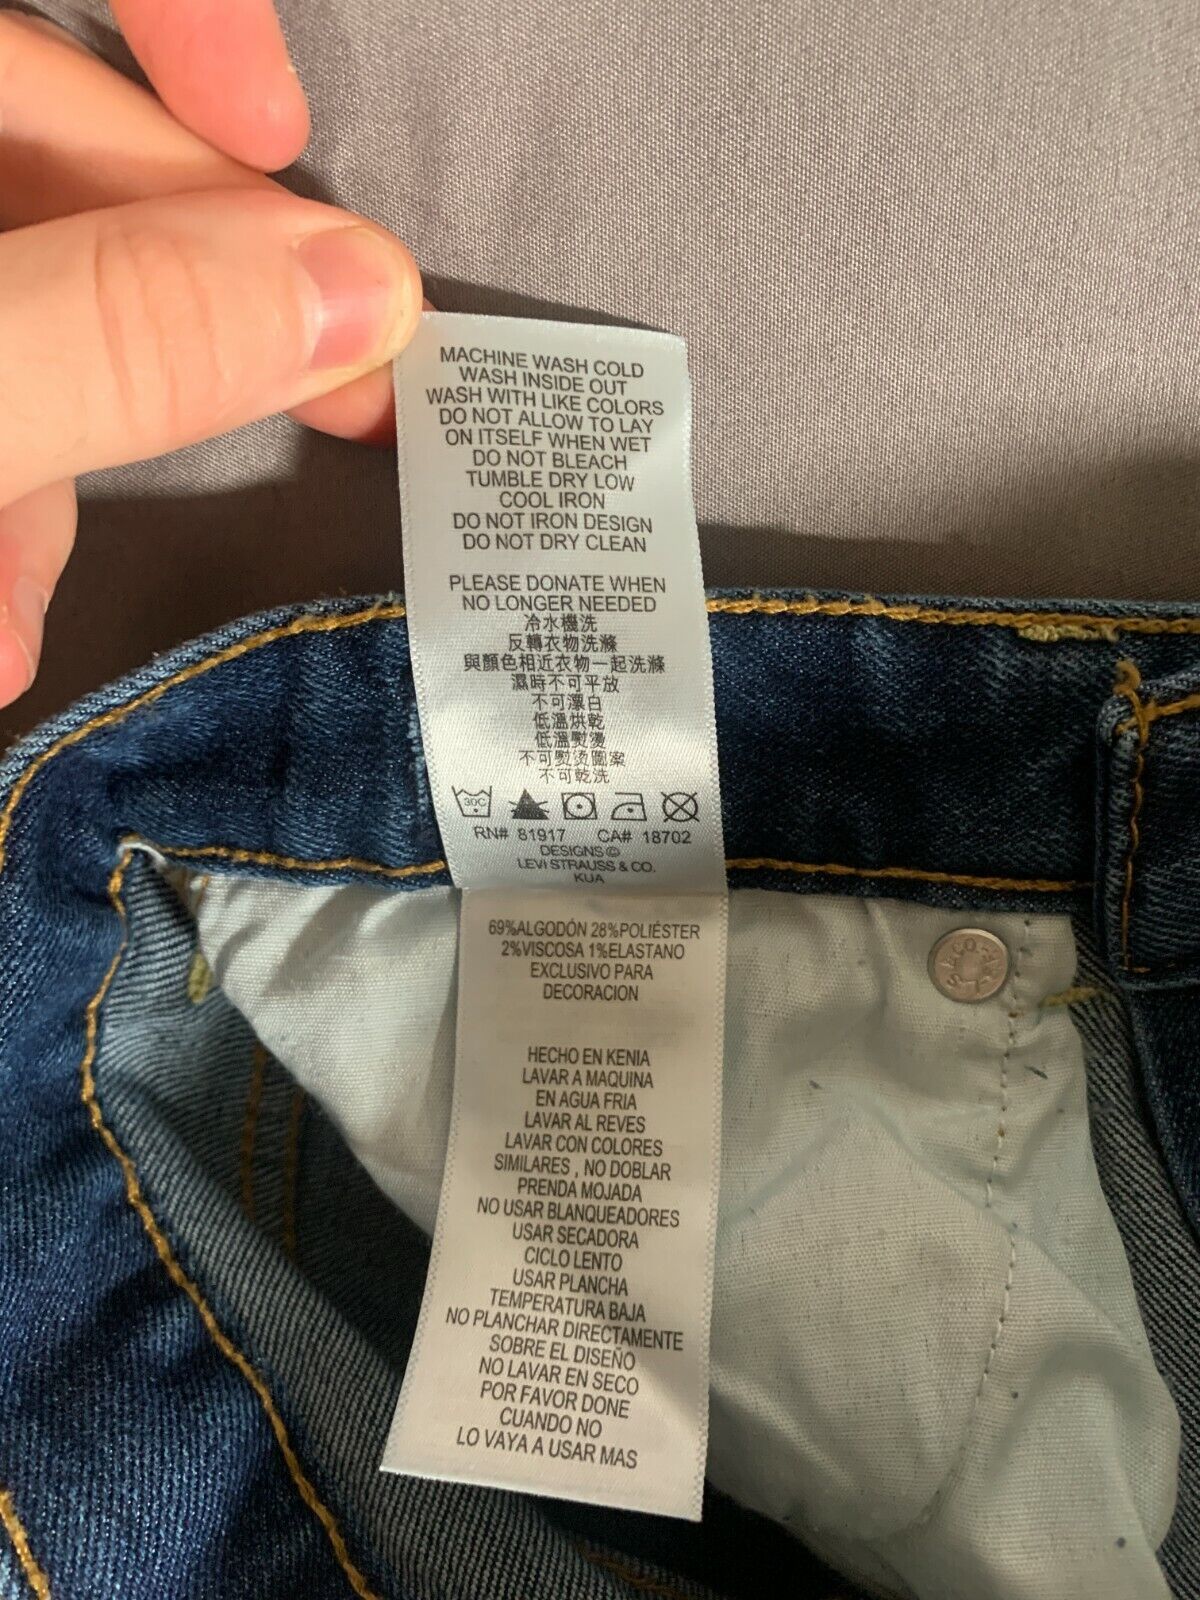 MACHINE WASH COLD
WASH INSIDE OUT
WASH WITH LIKE COLORS
DO NOT ALLOW TO LAY
ON ITSELF WHEN WET
DO NOT BLEACH
TUMBLE DRY LOW
COOL IRON
DO NOT IRON DESIGN
DO NOT DRY CLEAN
PLEASE DONATE WHEN
NO LONGER NEEDED
冷水機洗
反轉衣物洗滌
與顏色相近衣物一起洗滌
濕時不可平放
不可漂白
低溫烘乾
低溫熨燙
不可熨烫圖案
不可乾洗
30C
RN# 81917 CA# 18702
DESIGNS©
LEVI STRAUSS & CO.
KUA
69%ALGODÓN 28%POLIÉSTER
2%VISCOSA 1%ELASTANO
EXCLUSIVO PARA
DECORACION
HECHO EN KENIA
LAVAR A MAQUINA
EN AGUA FRIA
LAVAR AL REVES
LAVAR CON COLORES
SIMILARES , NO DOBLAR
PRENDA MOJADA
NO USAR BLANQUEADORES
USAR SECADORA
CICLO LENTO
USAR PLANCHA
TEMPERATURA BAJA
NO PLANCHAR DIRECTAMENTE
SOBRE EL DISEÑO
NO LAVAR EN SECO
POR FAVOR DONE
CUANDO NO
LO VAYA A USAR MAS